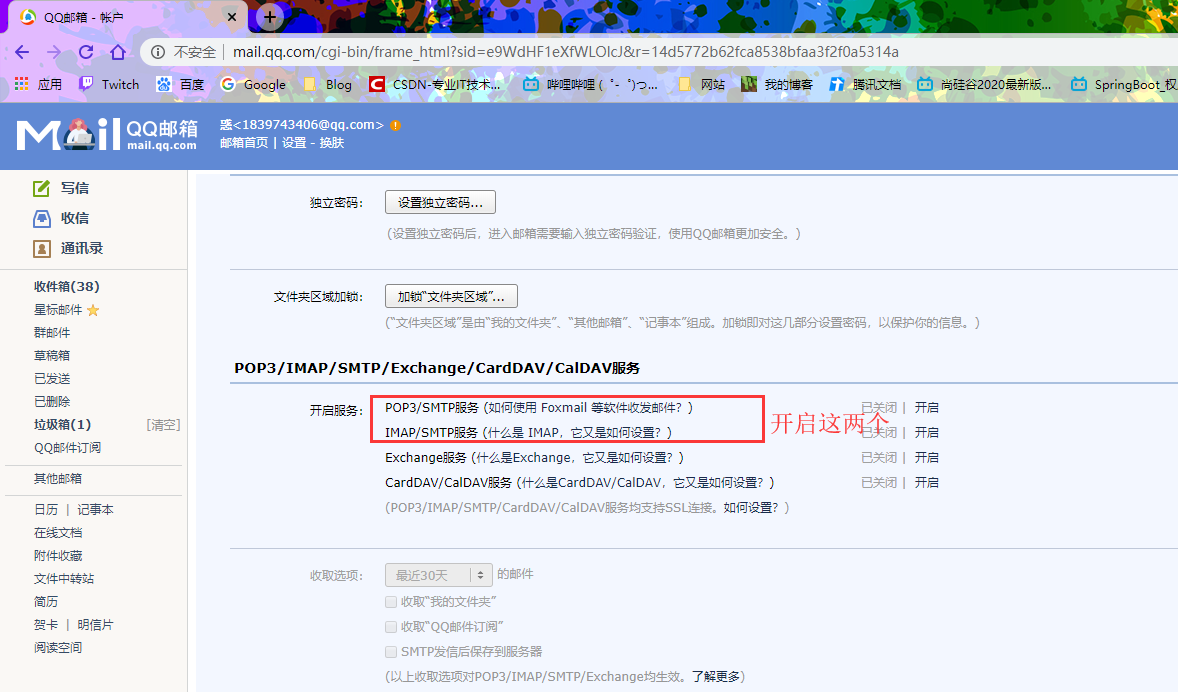 QQ邮箱 - 帐户
不安全 | mail.qq.com/cgi-bin/frame_html?sid=e9WdHF1eXfWLOlcJ&r=14d5772b62fca8538bfaa3f2f0a5314a
应用 Twitch 百度 Google Blog CSDN-专业IT技术... 哔哩哔哩 ( ゜- ゜)つ... 网站 我的博客 腾讯文档 尚硅谷2020最新版... SpringBoot_权
Mail QQ邮箱 mail.qq.com
惑<1839743406@qq.com>
邮箱首页 | 设置 - 换肤
写信
收信
通讯录
收件箱(38)
星标邮件
群邮件
草稿箱
已发送
已删除
垃圾箱(1) [清空]
QQ邮件订阅
其他邮箱
日历 | 记事本
在线文档
附件收藏
文件中转站
简历
贺卡 | 明信片
阅读空间
独立密码: 设置独立密码...
(设置独立密码后，进入邮箱需要输入独立密码验证，使用QQ邮箱更加安全。)
文件夹区域加锁: 加锁“文件夹区域”...
(“文件夹区域”是由“我的文件夹”、“其他邮箱”、“记事本”组成。加锁即对这几部分设置密码，以保护你的信息。)
POP3/IMAP/SMTP/Exchange/CardDAV/CalDAV服务
开启服务: POP3/SMTP服务 (如何使用 Foxmail 等软件收发邮件？) 已关闭 | 开启
开启这两个
IMAP/SMTP服务 (什么是 IMAP，它又是如何设置？) 已关闭 | 开启
Exchange服务 (什么是Exchange，它又是如何设置？) 已关闭 | 开启
CardDAV/CalDAV服务 (什么是CardDAV/CalDAV，它又是如何设置？) 已关闭 | 开启
(POP3/IMAP/SMTP/CardDAV/CalDAV服务均支持SSL连接。如何设置？)
收取选项: 最近30天 的邮件
收取“我的文件夹”
收取“QQ邮件订阅”
SMTP发信后保存到服务器
(以上收取选项对POP3/IMAP/SMTP/Exchange均生效。了解更多)